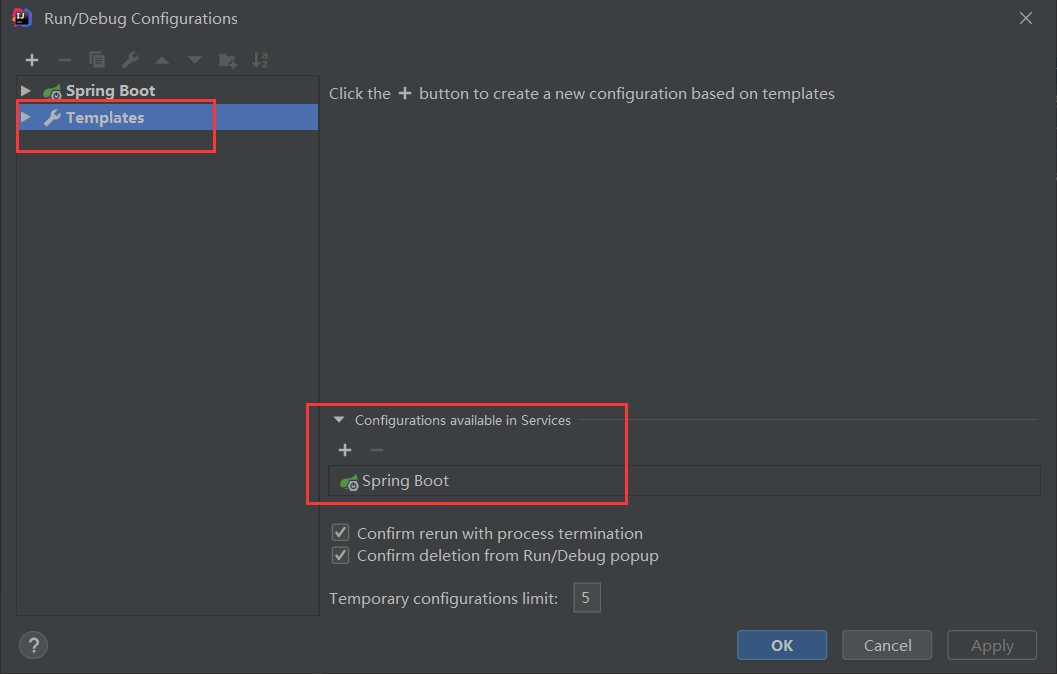 Run/Debug Configurations
Spring Boot
Templates
Click the + button to create a new configuration based on templates
Configurations available in Services
Spring Boot
Confirm rerun with process termination
Confirm deletion from Run/Debug popup
Temporary configurations limit: 5
? OK Cancel Apply